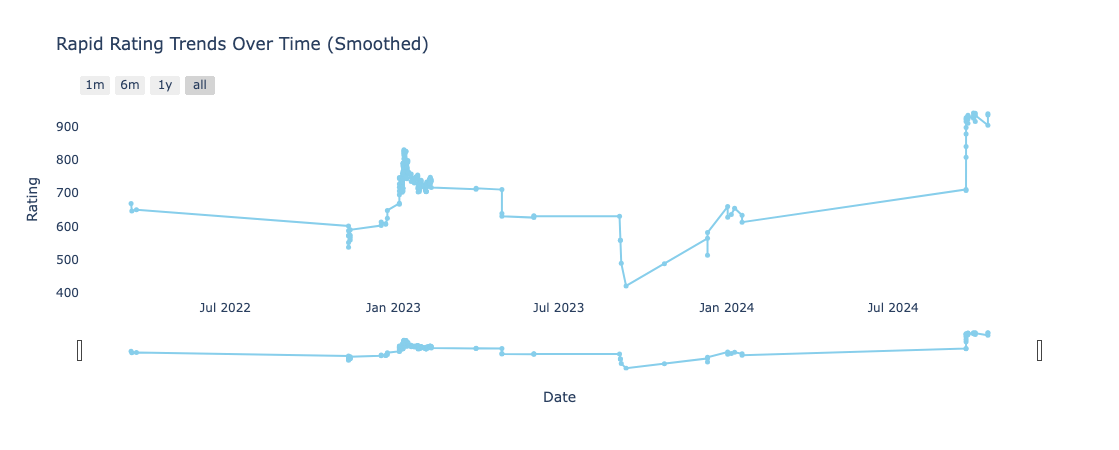 Rapid Rating Trends Over Time (Smoothed)
1m 6m 1y all
900
800
700
600
500
400
Rating
Jul 2022 Jan 2023 Jul 2023 Jan 2024 Jul 2024
Date